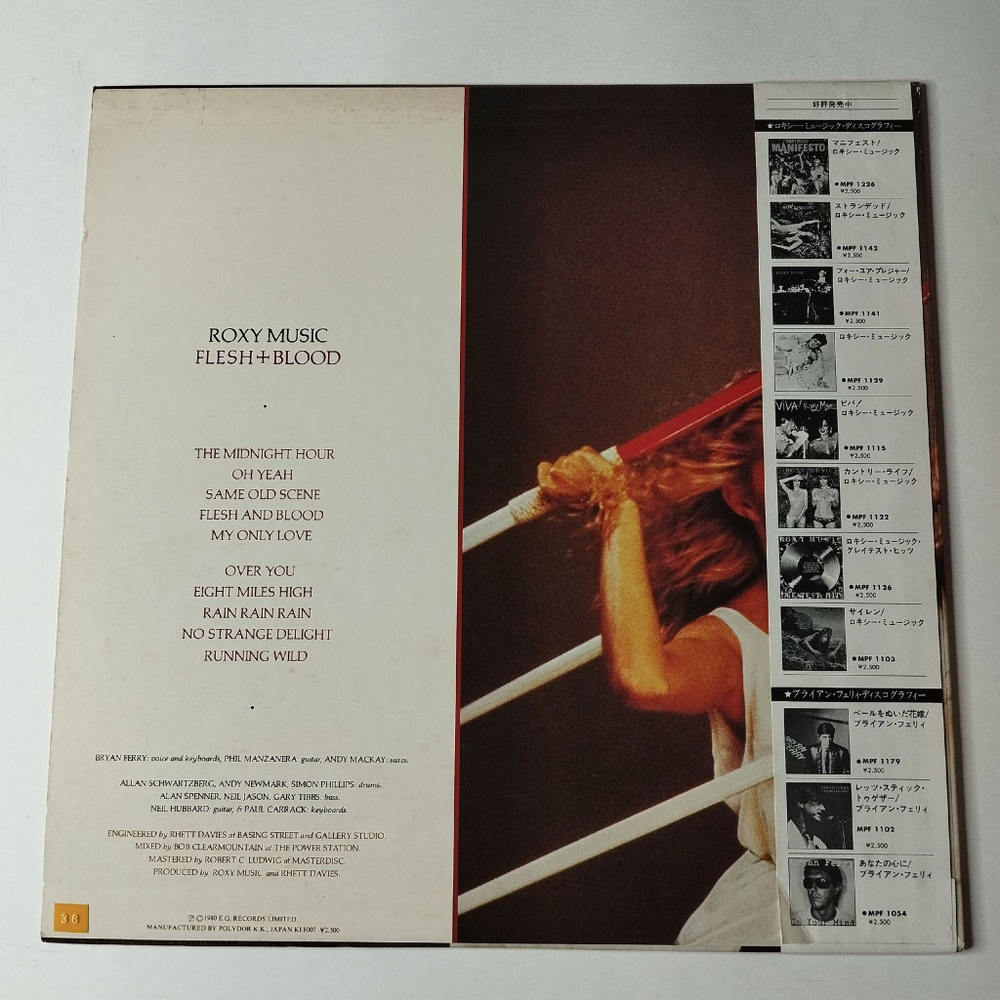 ROXY MUSIC
FLESH+BLOOD
THE MIDNIGHT HOUR
OH YEAH
SAME OLD SCENE
FLESH AND BLOOD
MY ONLY LOVE
OVER YOU
EIGHT MILES HIGH
RAIN RAIN RAIN
NO STRANGE DELIGHT
RUNNING WILD
BRYAN FERRY: voice and keyboards, PHIL MANZANERA: guitar, ANDY MACKAY: saxes.
ALLAN SCHWARTZBERG, ANDY NEWMARK, SIMON PHILLIPS: drums.
ALAN SPENNER, NEIL JASON, GARY TIBBS: bass.
NEIL HUBBARD: guitar, & PAUL CARRACK: keyboards.
ENGINEERED by RHETT DAVIES at BASING STREET and GALLERY STUDIO.
MIXED by BOB CLEARMOUNTAIN at THE POWER STATION.
MASTERED by ROBERT C. LUDWIG at MASTERDISC.
PRODUCED by ROXY MUSIC and RHETT DAVIES.
36
Ⓟ © 1980 E.G. RECORDS LIMITED.
MANUFACTURED BY POLYDOR K.K., JAPAN KI 8007 ¥2,500
好評発売中
★ロキシー・ミュージック・ディスコグラフィー
MANIFESTO
マニフェスト/
ロキシー・ミュージック
●MPF 1226
¥2,500
ストランデッド/
ロキシー・ミュージック
●MPF 1142
¥2,500
フォー・ユア・プレジャー/
ロキシー・ミュージック
●MPF 1141
¥2,500
ロキシー・ミュージック
●MPF 1129
¥2,500
VIVA! Roxy Music
ビバ/
ロキシー・ミュージック
●MPF 1115
¥2,500
ROXY MUSIC
カントリー・ライフ/
ロキシー・ミュージック
●MPF 1122
¥2,500
ROXY MUSIC
GREATEST HITS
ロキシー・ミュージック・
グレイテスト・ヒッツ
●MPF 1126
¥2,500
サイレン/
ロキシー・ミュージック
●MPF 1103
¥2,500
★ブライアン・フェリィ・ディスコグラフィー
BRYAN
FERRY
ベールをぬいだ花嫁/
ブライアン・フェリィ
●MPF 1179
¥2,500
レッツ・スティック・
トゥゲザー/
ブライアン・フェリィ
MPF 1102
¥2,500
an Ferry
In Your Mind
あなたの心に/
ブライアン・フェリィ
●MPF 1054
¥2,500